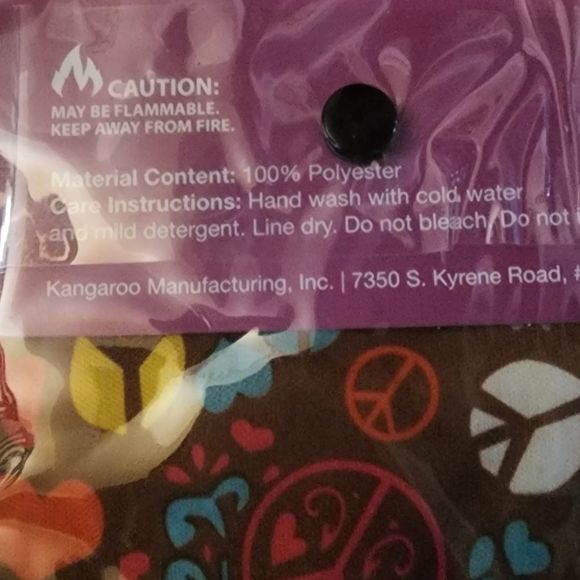 CAUTION:
MAY BE FLAMMABLE.
KEEP AWAY FROM FIRE.
Material Content: 100% Polyester
Care Instructions: Hand wash with cold water
and mild detergent. Line dry. Do not bleach. Do not
Kangaroo Manufacturing, Inc. | 7350 S. Kyrene Road, #